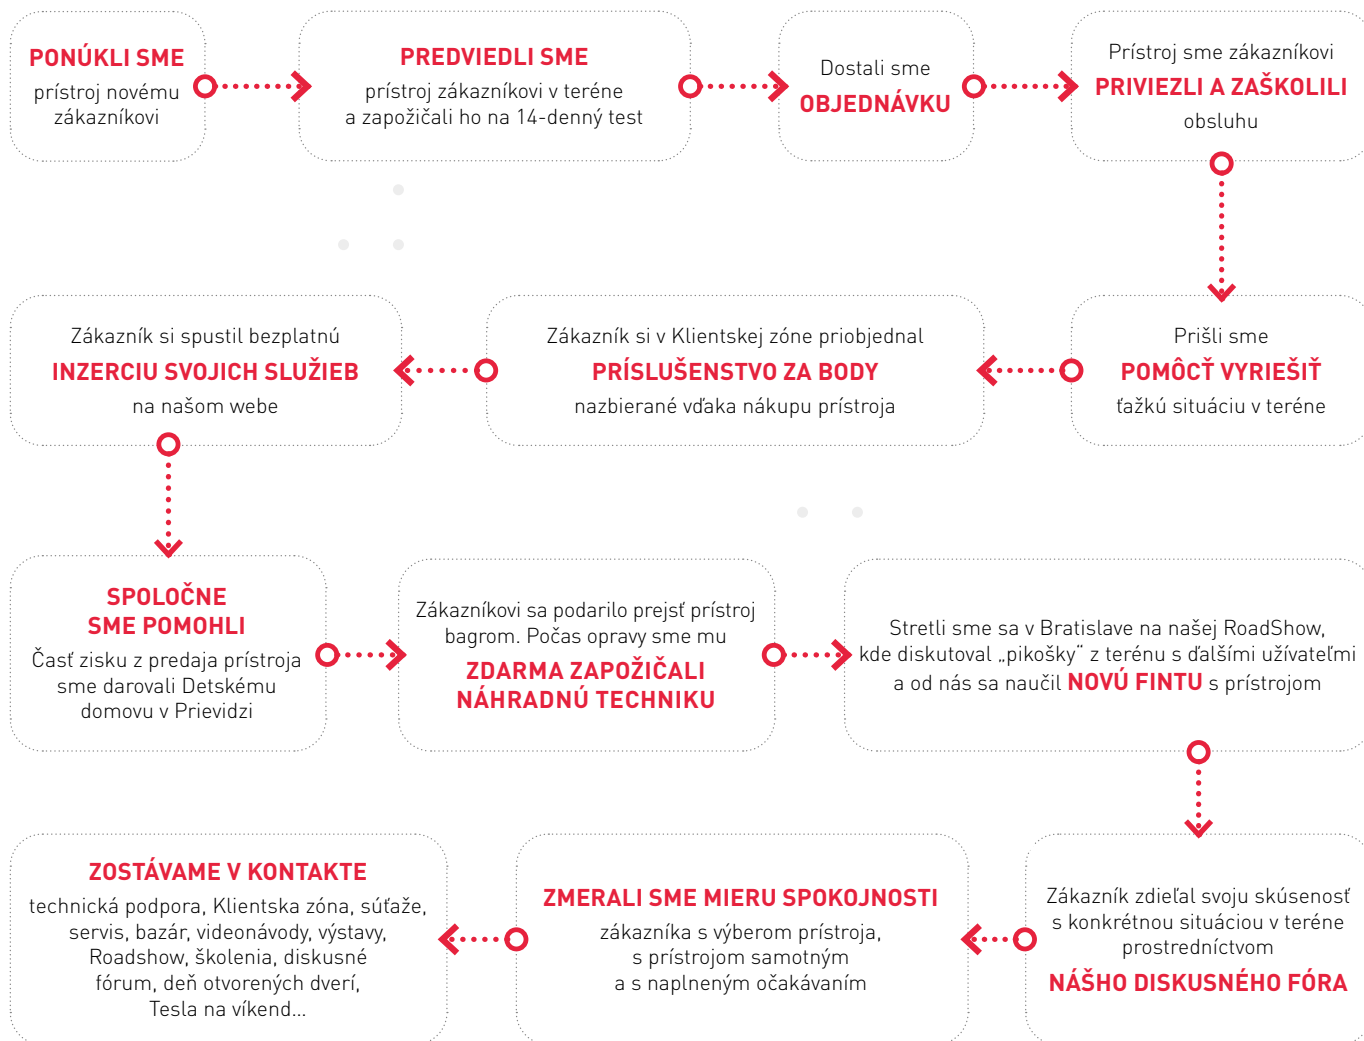 PONÚKLI SME
prístroj novému
zákazníkovi
PREDVIEDLI SME
prístroj zákazníkovi v teréne
a zapožičali ho na 14-denný test
Dostali sme
OBJEDNÁVKU
Prístroj sme zákazníkovi
PRIVIEZLI A ZAŠKOLILI
obsluhu
Prišli sme
POMÔCŤ VYRIEŠIŤ
ťažkú situáciu v teréne
Zákazník si v Klientskej zóne priobjednal
PRÍSLUŠENSTVO ZA BODY
nazbierané vďaka nákupu prístroja
Zákazník si spustil bezplatnú
INZERCIU SVOJICH SLUŽIEB
na našom webe
SPOLOČNE
SME POMOHLI
Časť zisku z predaja prístroja
sme darovali Detskému
domovu v Prievidzi
Zákazníkovi sa podarilo prejsť prístroj
bagrom. Počas opravy sme mu
ZDARMA ZAPOŽIČALI
NÁHRADNÚ TECHNIKU
Stretli sme sa v Bratislave na našej RoadShow,
kde diskutoval „pikošky“ z terénu s ďalšími užívateľmi
a od nás sa naučil NOVÚ FINTU s prístrojom
Zákazník zdieľal svoju skúsenosť
s konkrétnou situáciou v teréne
prostredníctvom
NÁŠHO DISKUSNÉHO FÓRA
ZMERALI SME MIERU SPOKOJNOSTI
zákazníka s výberom prístroja,
s prístrojom samotným
a s naplneným očakávaním
ZOSTÁVAME V KONTAKTE
technická podpora, Klientska zóna, súťaže,
servis, bazár, videonávody, výstavy,
Roadshow, školenia, diskusné
fórum, deň otvorených dverí,
Tesla na víkend...